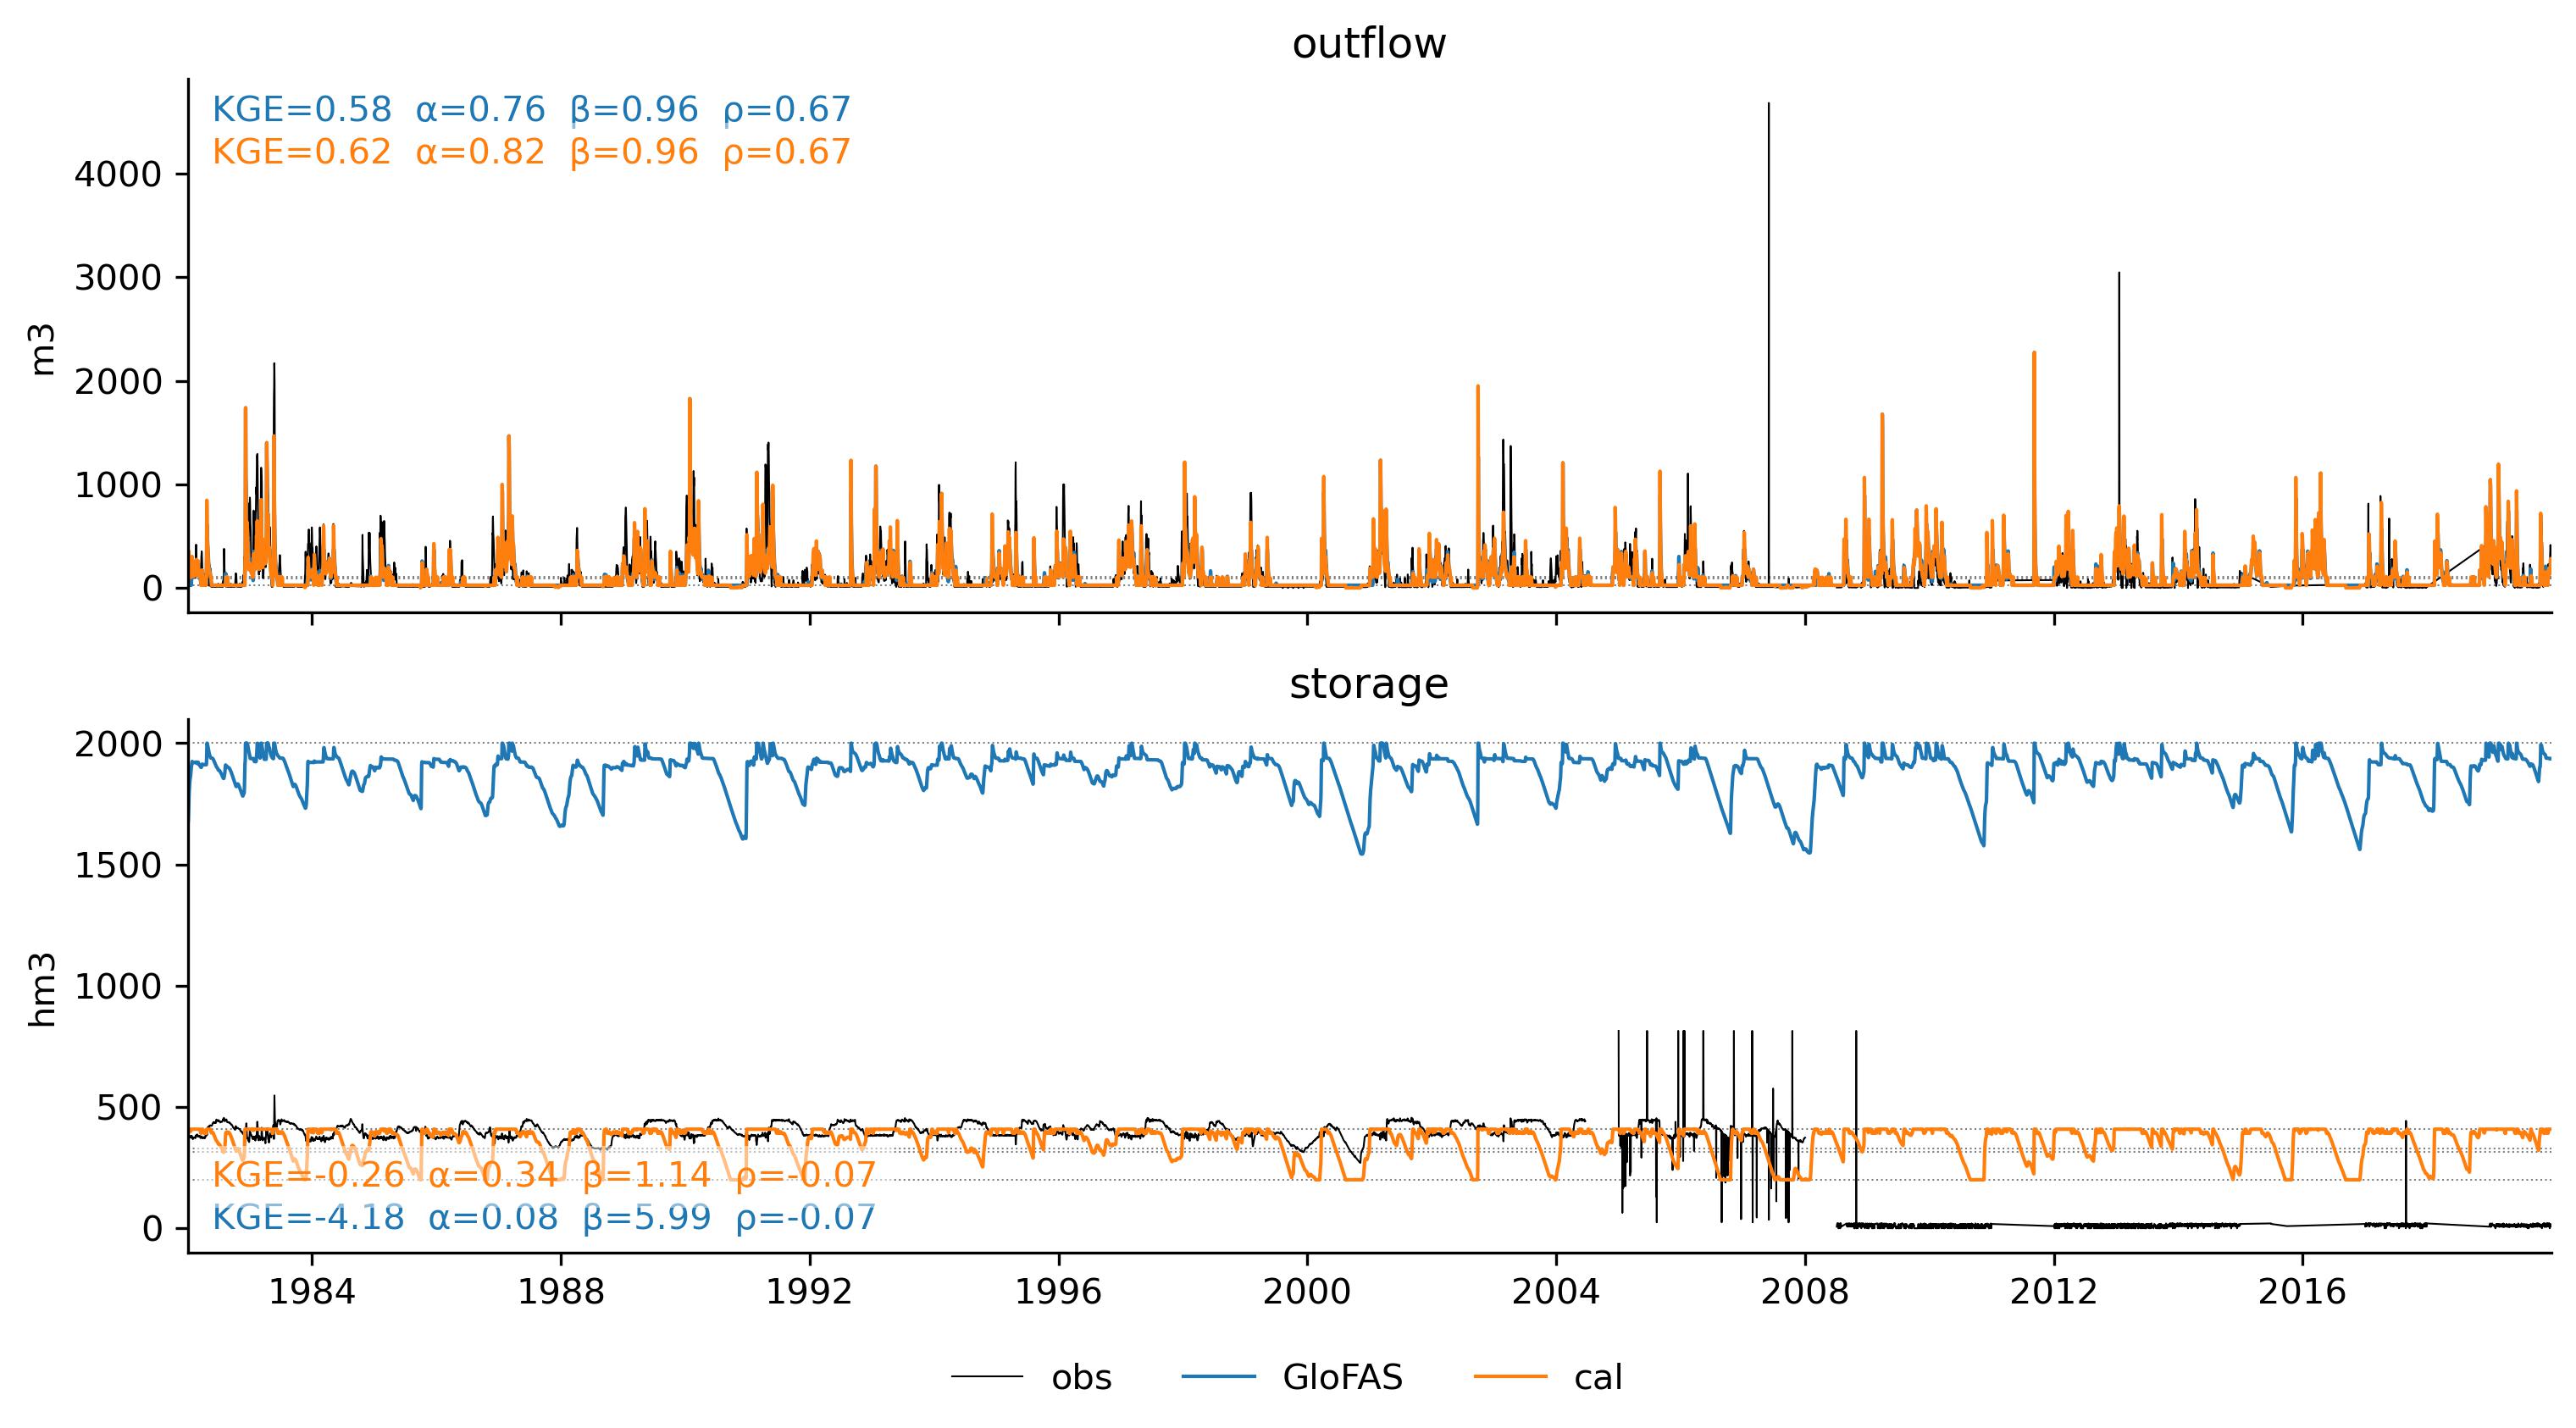 outflow
KGE=0.58 α=0.76 β=0.96 ρ=0.67
KGE=0.62 α=0.82 β=0.96 ρ=0.67
4000
3000
2000
1000
0
m3
storage
2000
1500
1000
500
0
hm3
KGE=-0.26 α=0.34 β=1.14 ρ=-0.07
KGE=-4.18 α=0.08 β=5.99 ρ=-0.07
1984 1988 1992 1996 2000 2004 2008 2012 2016
obs GloFAS cal